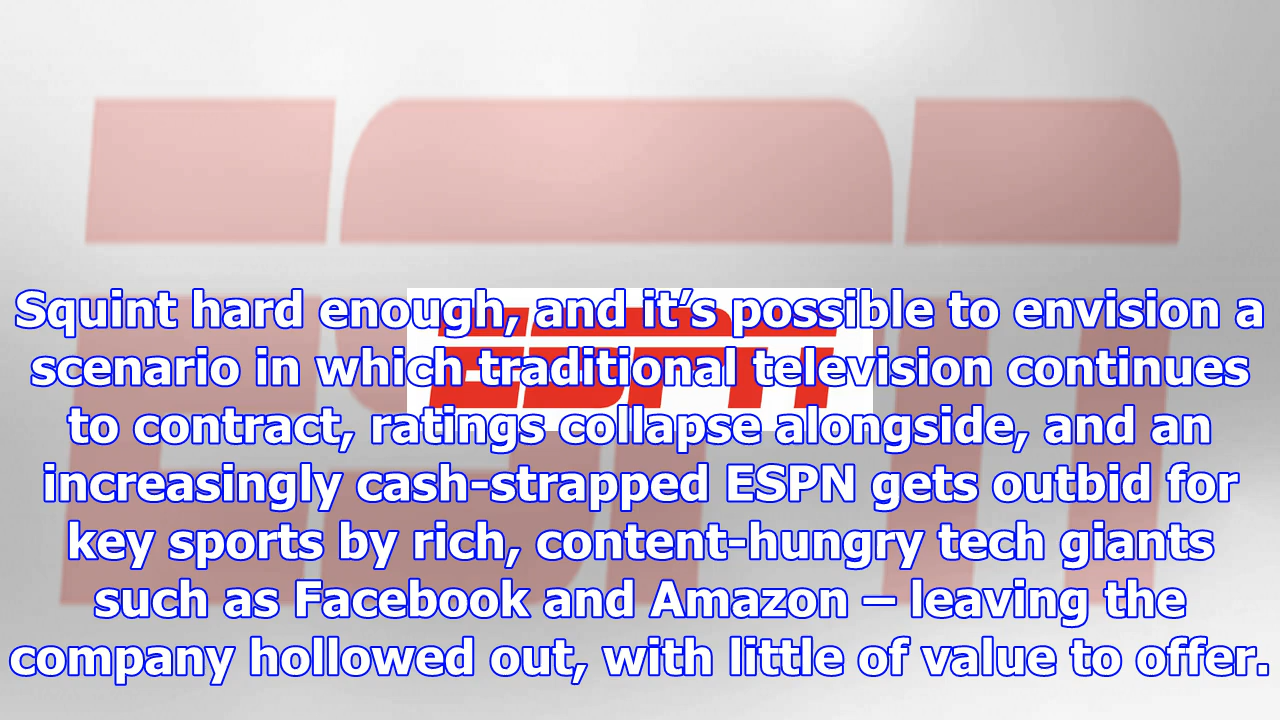 Squint hard enough, and it’s possible to envision a
scenario in which traditional television continues
to contract, ratings collapse alongside, and an
increasingly cash-strapped ESPN gets outbid for
key sports by rich, content-hungry tech giants
such as Facebook and Amazon – leaving the
company hollowed out, with little of value to offer.
ESPN